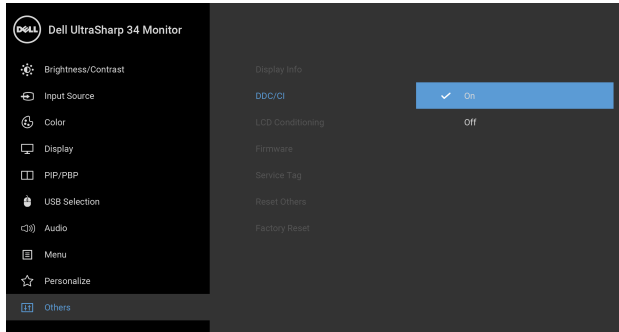 DELL Dell UltraSharp 34 Monitor
Brightness/Contrast
Display Info
Input Source
DDC/CI
On
Color
LCD Conditioning
Off
Display
Firmware
PIP/PBP
Service Tag
USB Selection
Reset Others
Audio
Factory Reset
Menu
Personalize
Others